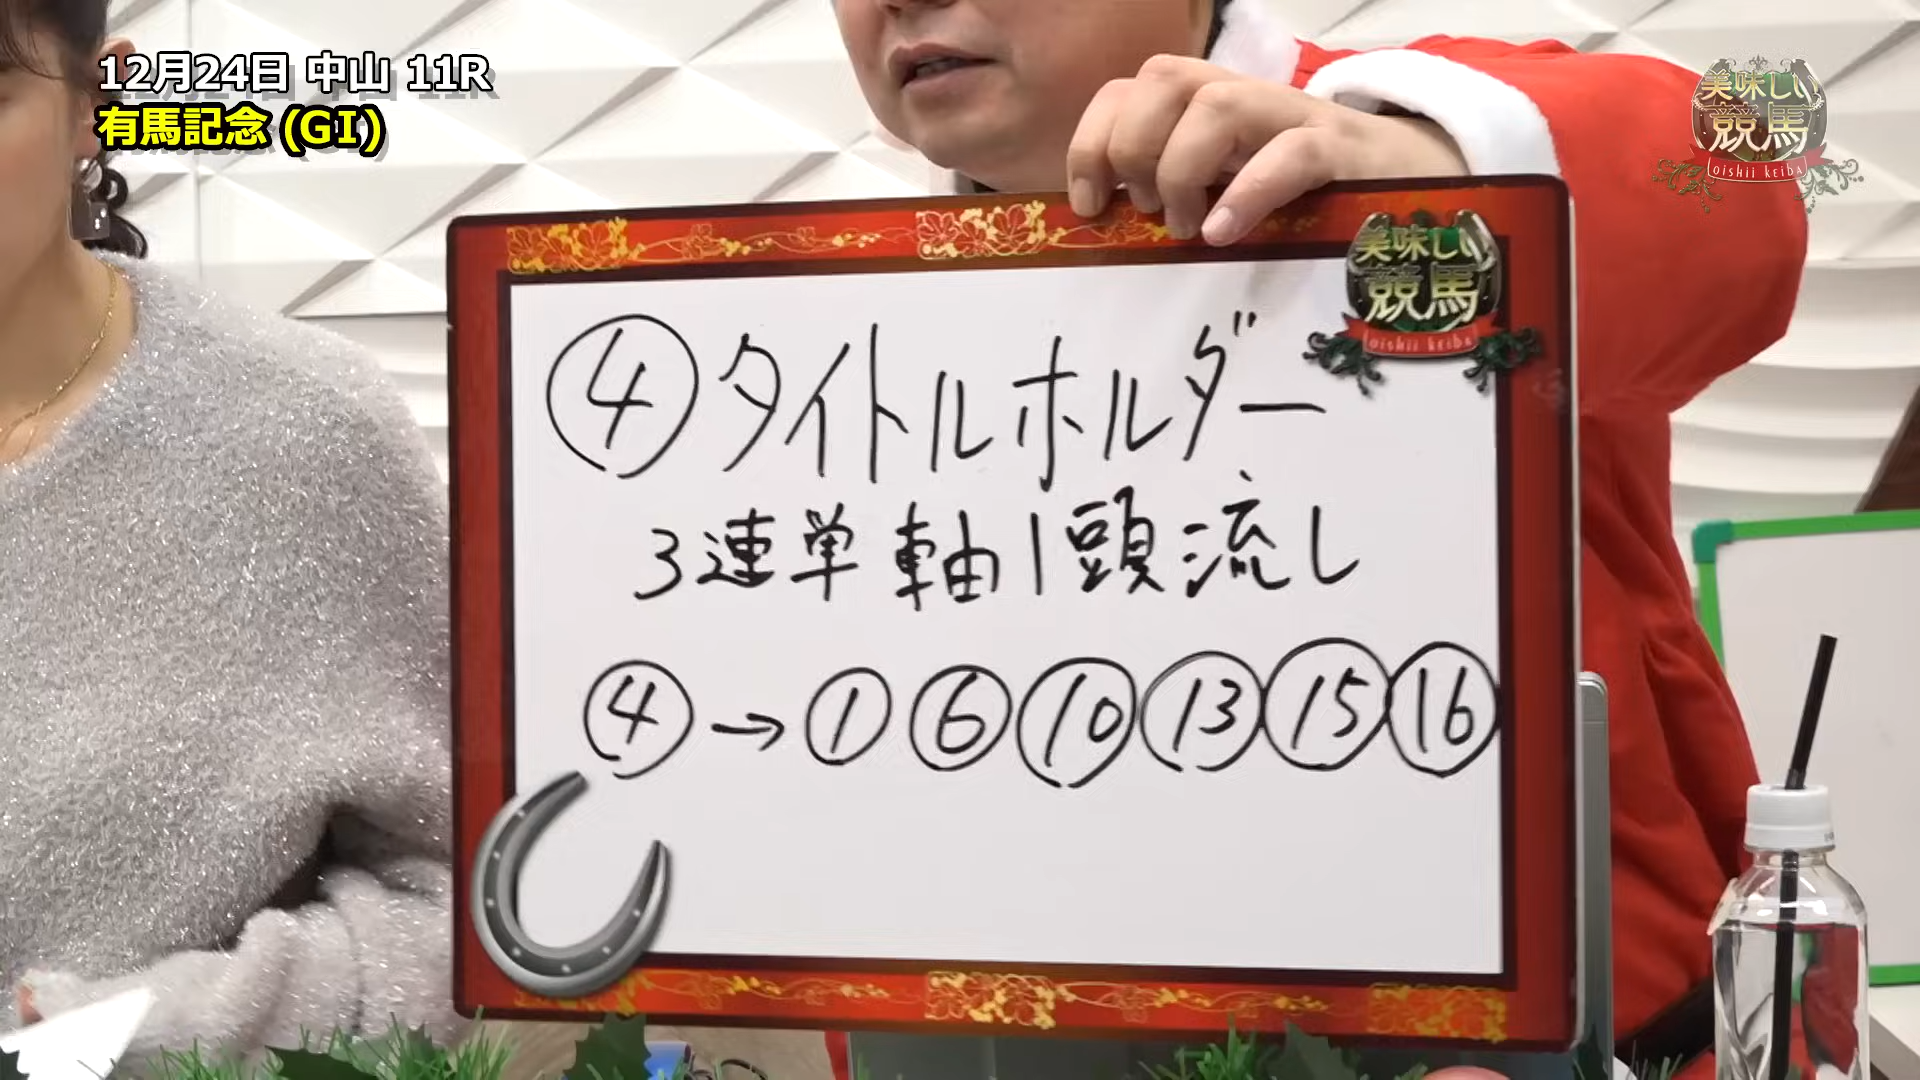 12月24日 中山 11R
有馬記念 (GI)
美味しい
競馬
oishii keiba
美味しい
競馬
oishii keiba
④タイトルホルダー
3連単軸1頭流し
④→①⑥⑩⑬⑮⑯